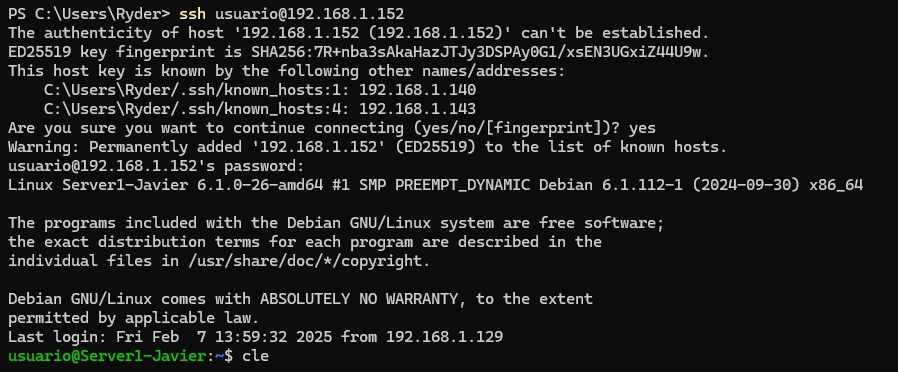 PS C:\Users\Ryder> ssh usuario@192.168.1.152
The authenticity of host '192.168.1.152 (192.168.1.152)' can't be established.
ED25519 key fingerprint is SHA256:7R+nba3sAkaHazJTJy3DSPAy0G1/xsEN3UGxiZ44U9w.
This host key is known by the following other names/addresses:
    C:\Users\Ryder/.ssh/known_hosts:1: 192.168.1.140
    C:\Users\Ryder/.ssh/known_hosts:4: 192.168.1.143
Are you sure you want to continue connecting (yes/no/[fingerprint])? yes
Warning: Permanently added '192.168.1.152' (ED25519) to the list of known hosts.
usuario@192.168.1.152's password:
Linux Server1-Javier 6.1.0-26-amd64 #1 SMP PREEMPT_DYNAMIC Debian 6.1.112-1 (2024-09-30) x86_64

The programs included with the Debian GNU/Linux system are free software;
the exact distribution terms for each program are described in the
individual files in /usr/share/doc/*/copyright.

Debian GNU/Linux comes with ABSOLUTELY NO WARRANTY, to the extent
permitted by applicable law.
Last login: Fri Feb  7 13:59:32 2025 from 192.168.1.129
usuario@Server1-Javier:~$ cle